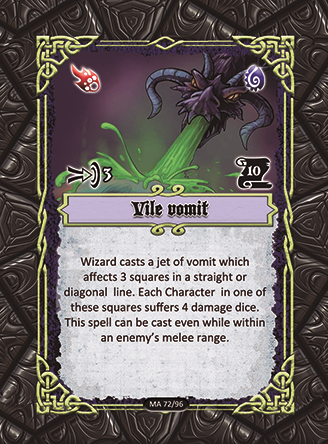 3
10
Vile vomit
Wizard casts a jet of vomit which
affects 3 squares in a straight or
diagonal line. Each Character in one of
these squares suffers 4 damage dice.
This spell can be cast even while within
an enemy's melee range.
MA 72/96